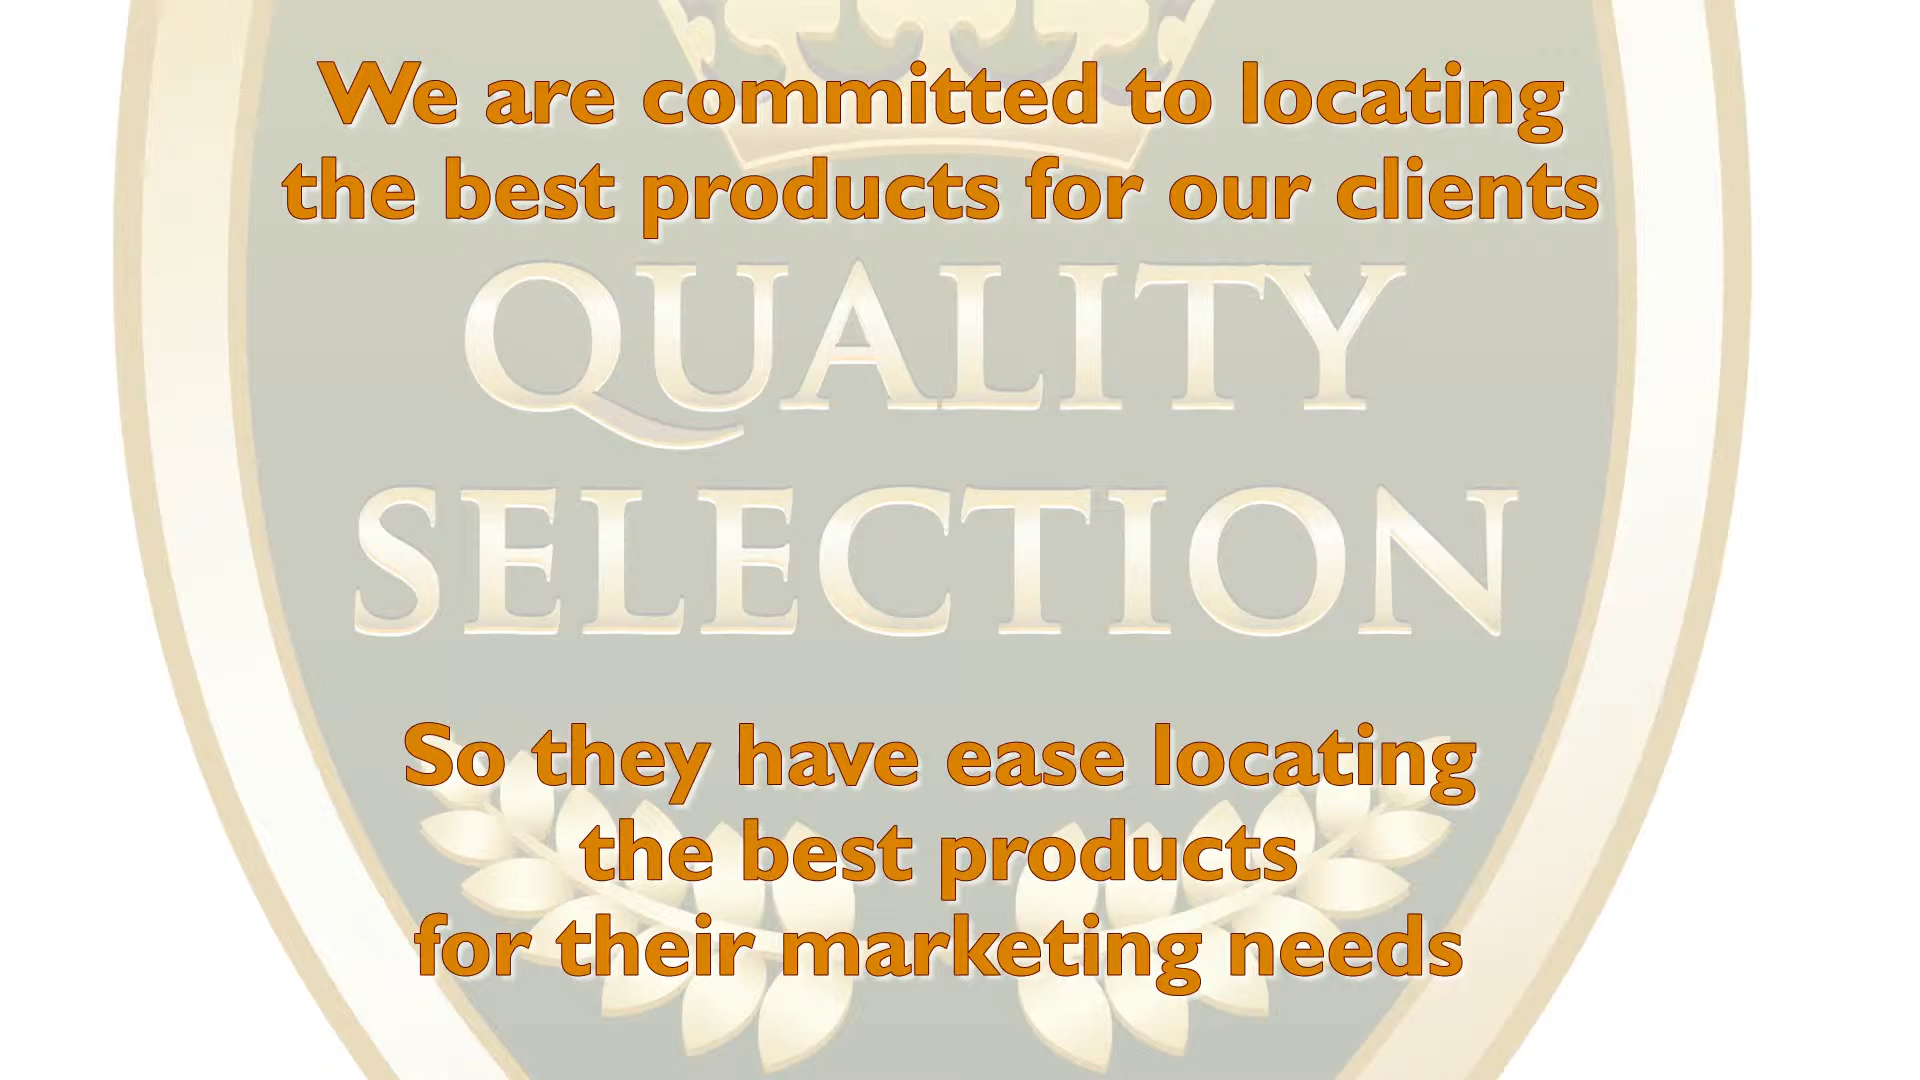 We are committed to locating
the best products for our clients
QUALITY
SELECTION
So they have ease locating
the best products
for their marketing needs